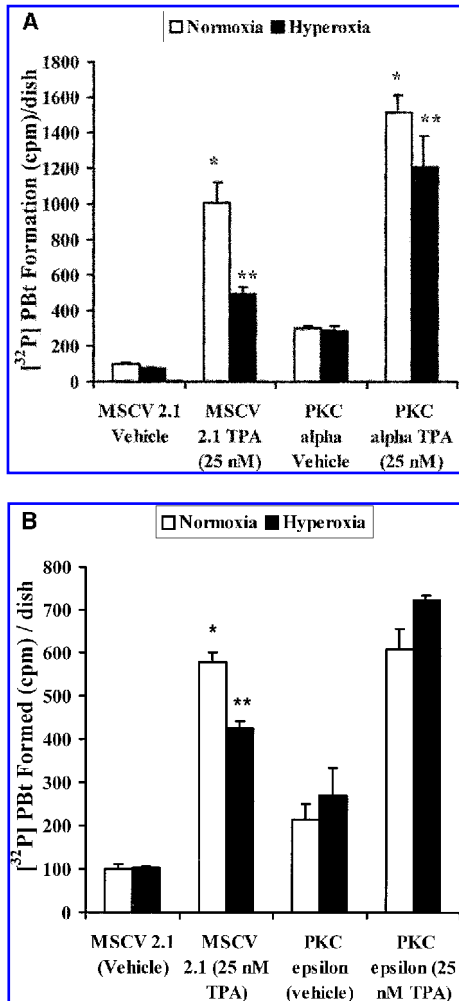 A
Normoxia Hyperoxia
[32P] PBt Formation (cpm)/dish
1800
1600
1400
1200
1000
800
600
400
200
0
* ** * **
MSCV 2.1 Vehicle
MSCV 2.1 TPA (25 nM)
PKC alpha Vehicle
PKC alpha TPA (25 nM)
B
Normoxia Hyperoxia
[32P] PBt Formed (cpm) / dish
800
700
600
500
400
300
200
100
0
* **
MSCV 2.1 (Vehicle)
MSCV 2.1 (25 nM TPA)
PKC epsilon (vehicle)
PKC epsilon (25 nM TPA)